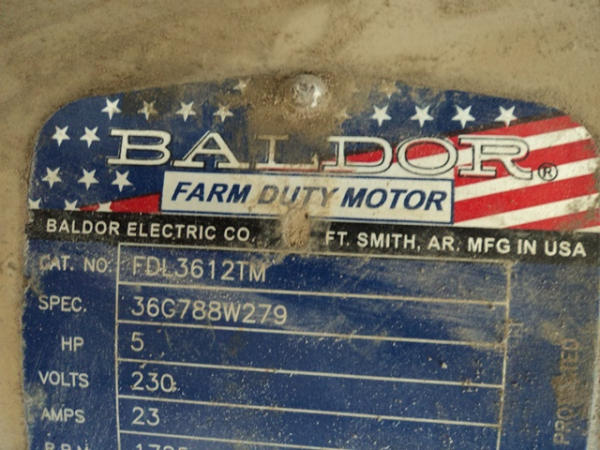 BALDOR®
FARM DUTY MOTOR
BALDOR ELECTRIC CO. FT. SMITH, AR. MFG IN USA
CAT. NO. FDL3612TM
SPEC. 36G788W279
HP 5
VOLTS 230
AMPS 23